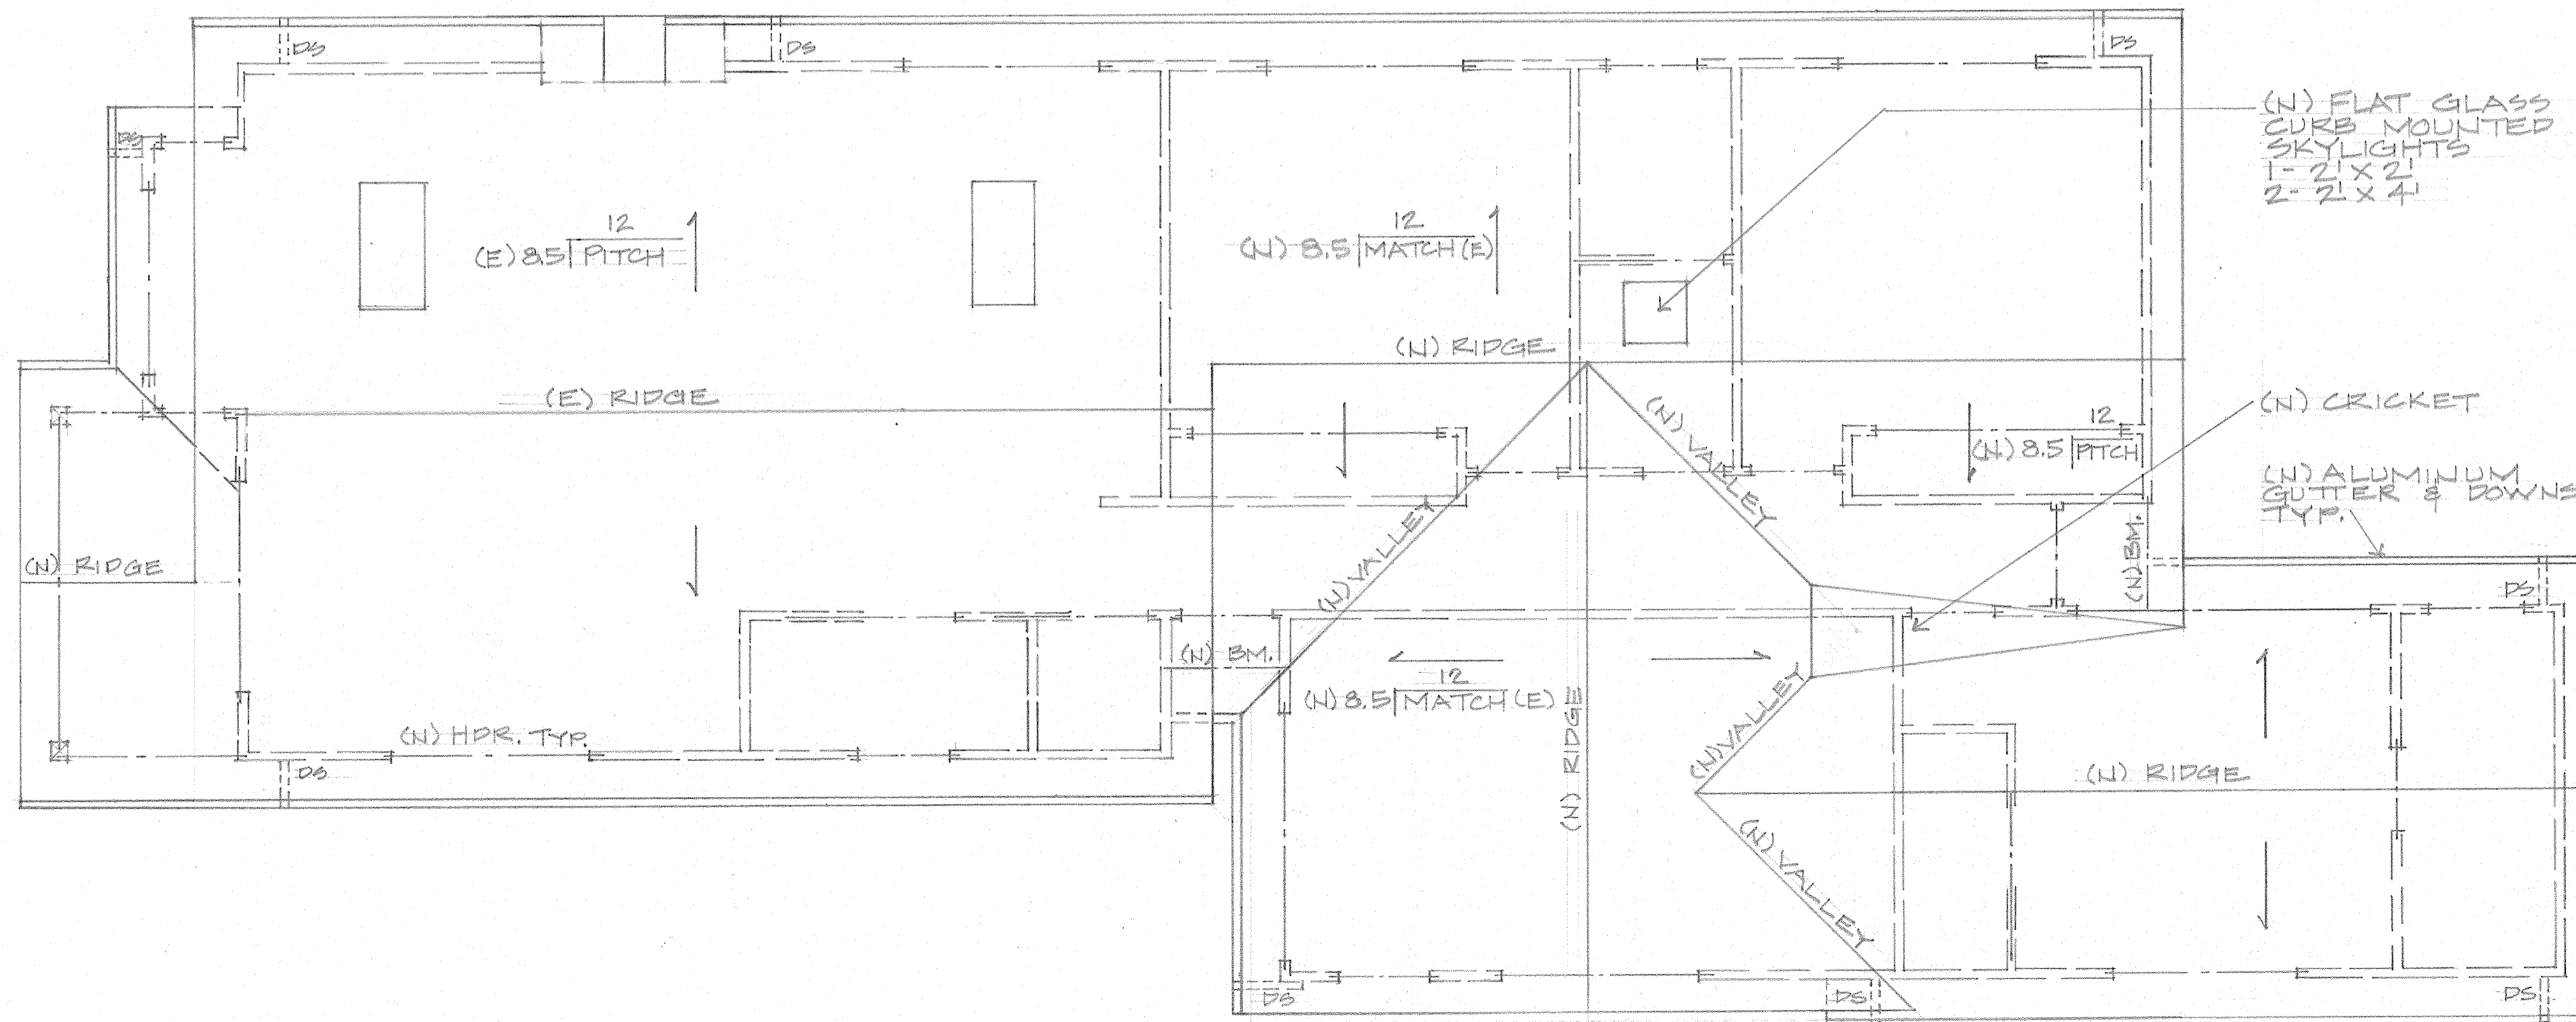 DS
DS
DS
DS
(N) FLAT GLASS
CURB MOUNTED
SKYLIGHTS
1- 2' X 2'
2- 2' X 4'
12
(E) 8.5 PITCH
12
(N) 8.5 MATCH (E)
(N) RIDGE
(E) RIDGE
(N) VALLEY
(N) CRICKET
12
(N) 8.5 PITCH
(N) ALUMINUM
GUTTER & DOWNS
TYP.
(N) VALLEY
(N) BM.
(N) RIDGE
DS
(N) BM.
12
(N) 8.5 MATCH (E)
(N) RIDGE
(N) VALLEY
(N) HDR. TYP.
DS
(N) RIDGE
(N) VALLEY
DS
DS
DS